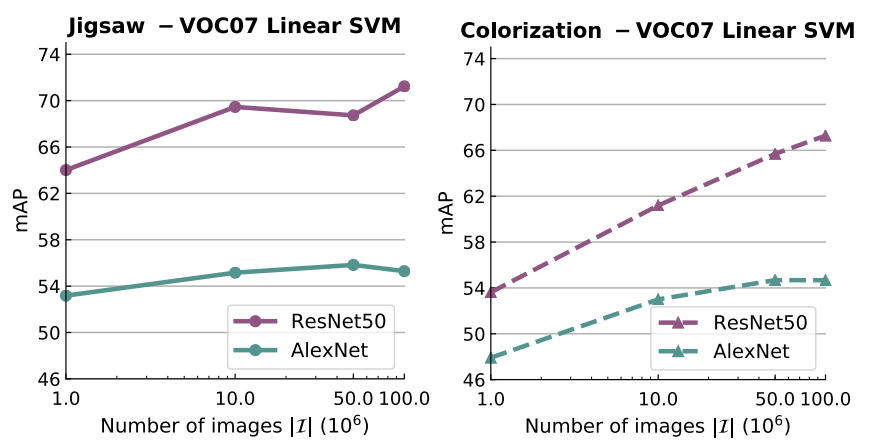 Jigsaw – VOC07 Linear SVM
74
70
66
62
58
54
50
46
mAP
ResNet50
AlexNet
1.0 10.0 50.0 100.0
Number of images |𝓘| (10⁶)
Colorization – VOC07 Linear SVM
74
70
66
62
58
54
50
46
mAP
ResNet50
AlexNet
1.0 10.0 50.0 100.0
Number of images |𝓘| (10⁶)